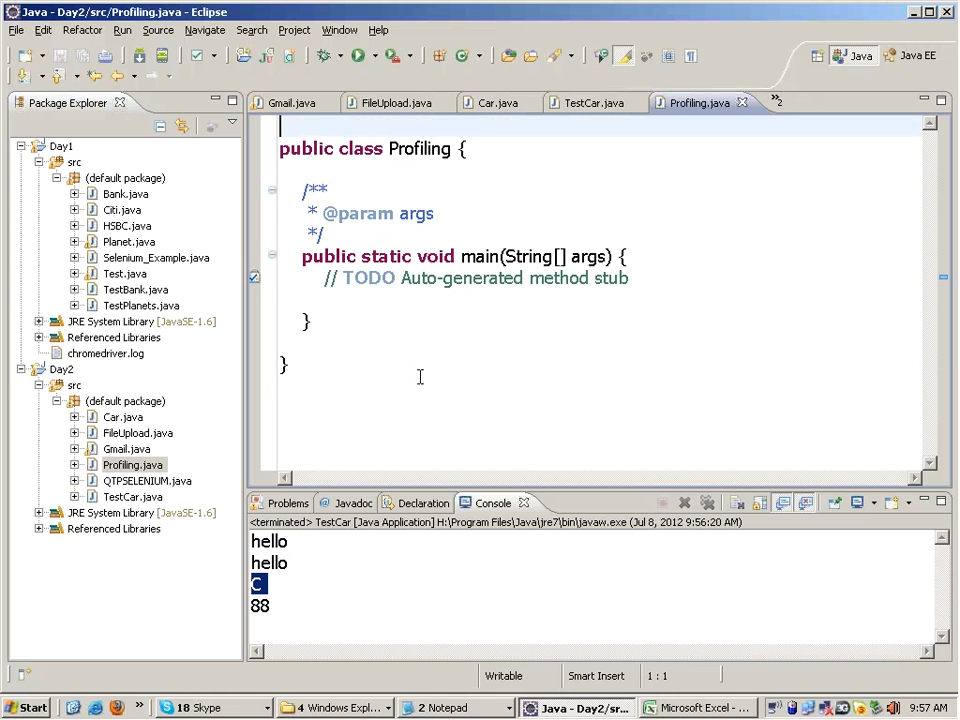 Java - Day2/src/Profiling.java - Eclipse
File Edit Refactor Run Source Navigate Search Project Window Help
Java Java EE
Package Explorer
Gmail.java FileUpload.java Car.java TestCar.java Profiling.java »2
Day1
src
(default package)
Bank.java
Citi.java
HSBC.java
Planet.java
Selenium_Example.java
Test.java
TestBank.java
TestPlanets.java
JRE System Library [JavaSE-1.6]
Referenced Libraries
chromedriver.log
Day2
src
(default package)
Car.java
FileUpload.java
Gmail.java
Profiling.java
QTPSELENIUM.java
TestCar.java
JRE System Library [JavaSE-1.6]
Referenced Libraries
public class Profiling {
/**
* @param args
*/
public static void main(String[] args) {
// TODO Auto-generated method stub
}
}
Problems @ Javadoc Declaration Console
<terminated> TestCar [Java Application] H:\Program Files\Java\jre7\bin\javaw.exe (Jul 8, 2012 9:56:20 AM)
hello
hello
C
88
Writable Smart Insert 1 : 1
Start » 18 Skype 4 Windows Expl... 2 Notepad Java - Day2/sr... Microsoft Excel - ... 9:57 AM